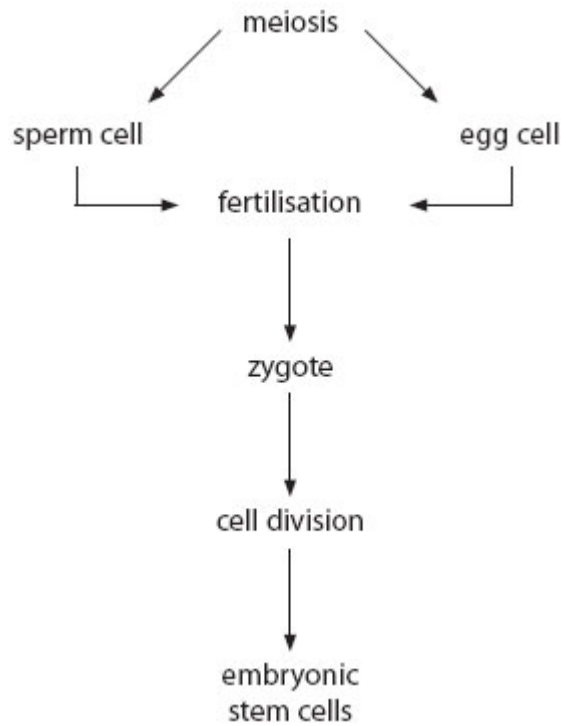 meiosis
sperm cell
egg cell
fertilisation
zygote
cell division
embryonic
stem cells